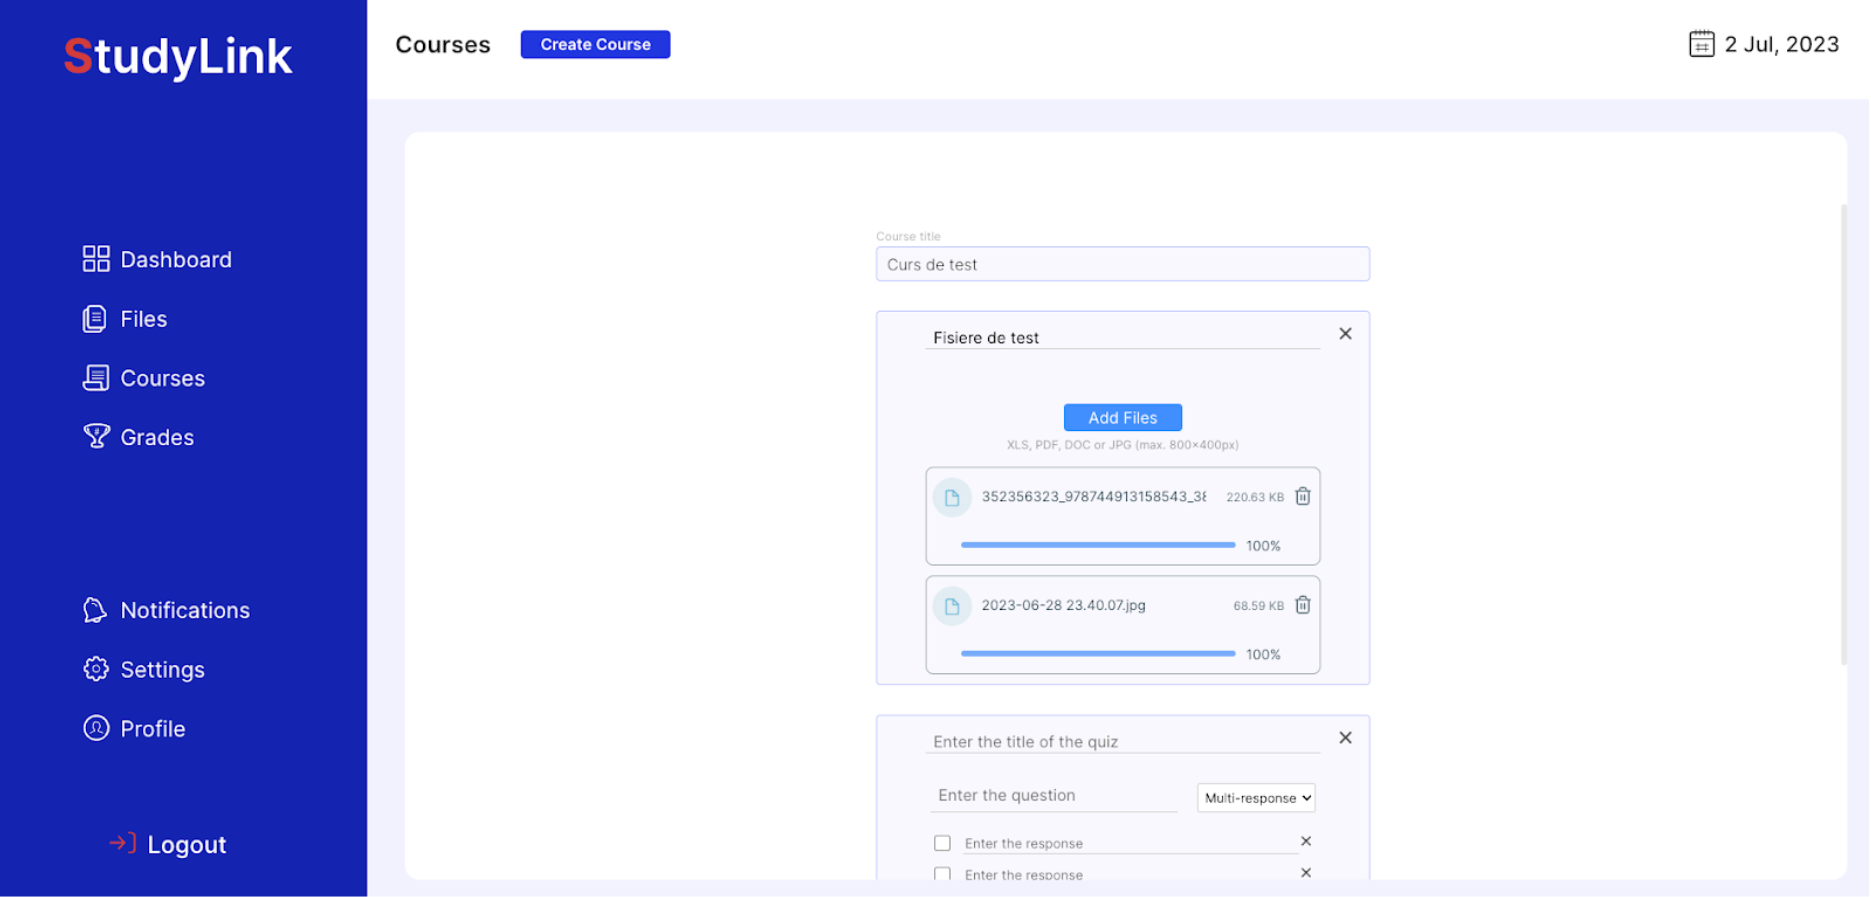 StudyLink
Courses
Create Course
2 Jul, 2023
Dashboard
Files
Courses
Grades
Notifications
Settings
Profile
Logout
Course title
Curs de test
Fisiere de test
Add Files
XLS, PDF, DOC or JPG (max. 800x400px)
352356323_978744913158543_38 220.63 KB
100%
2023-06-28 23.40.07.jpg 68.59 KB
100%
Enter the title of the quiz
Enter the question Multi-response
Enter the response
Enter the response